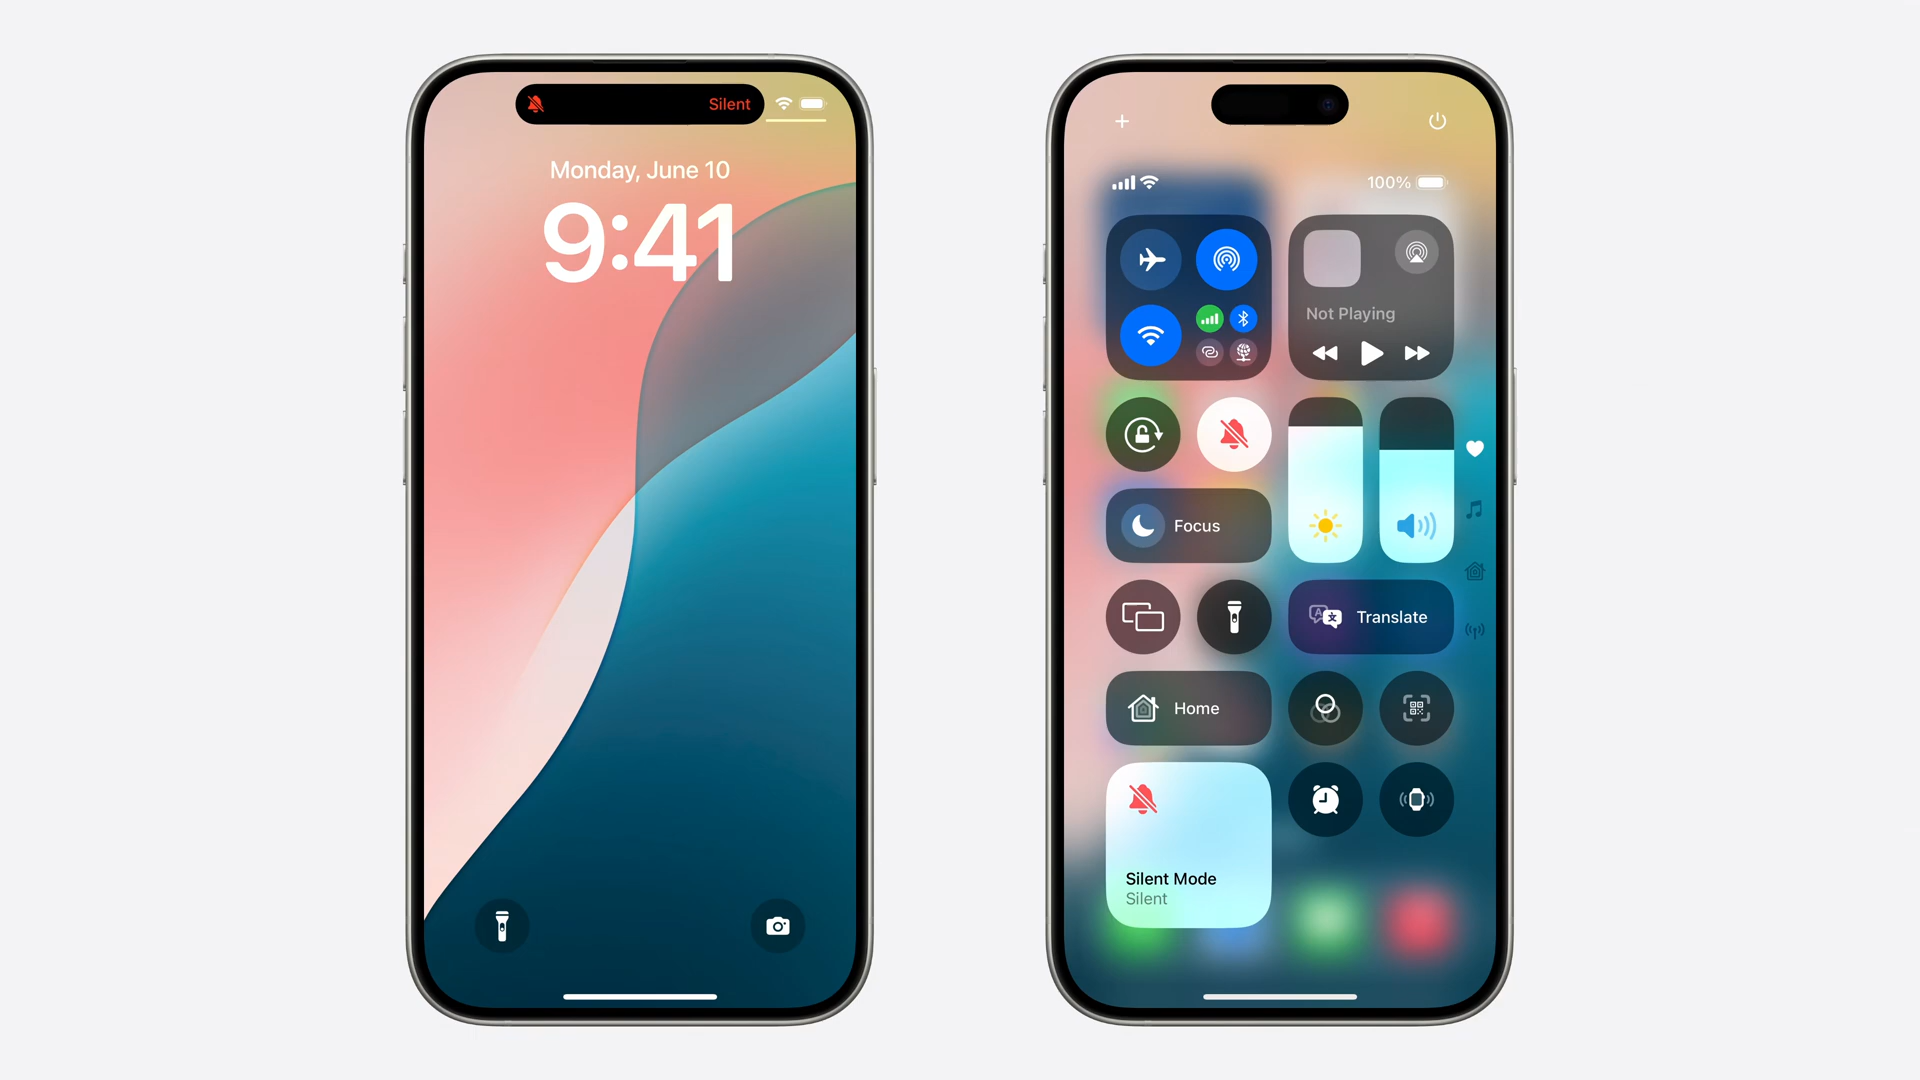 Silent
Monday, June 10
9:41
100%
Not Playing
Focus
Translate
Home
Silent Mode
Silent